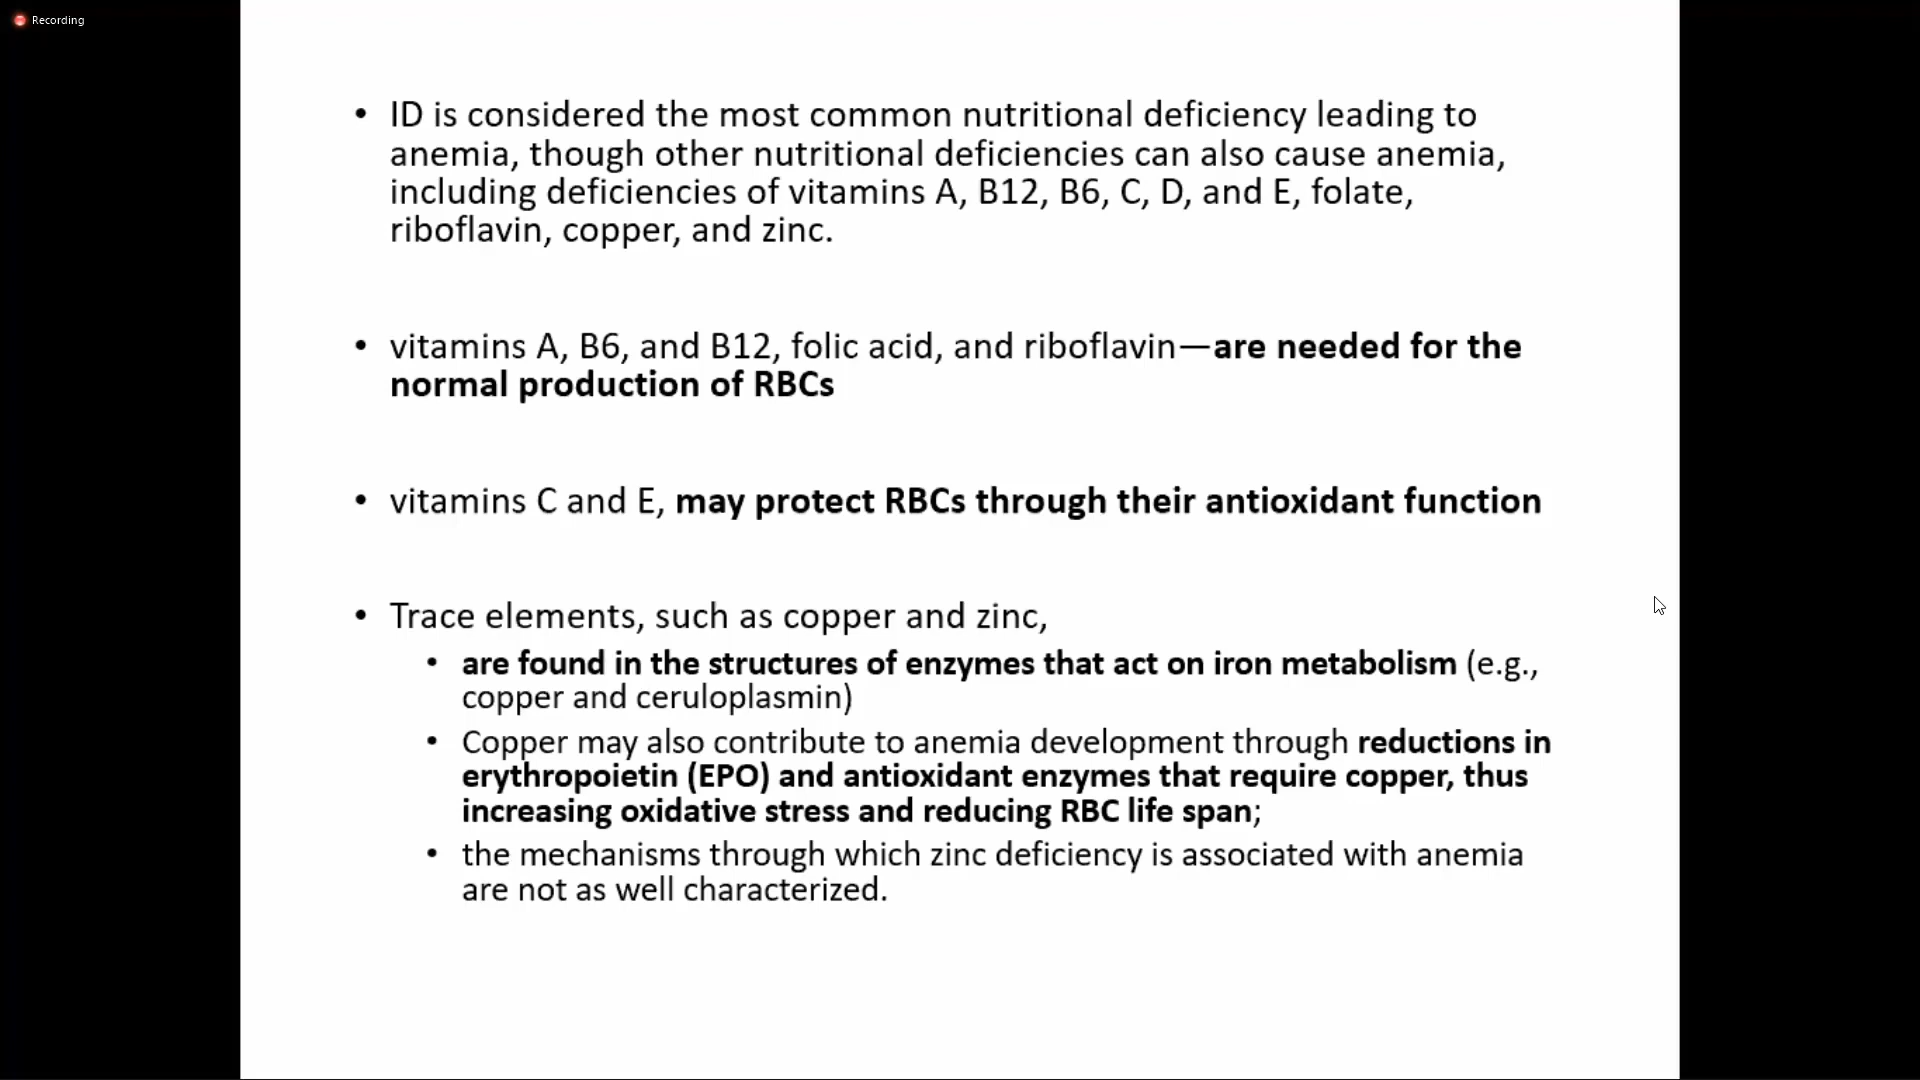 Recording
• ID is considered the most common nutritional deficiency leading to
anemia, though other nutritional deficiencies can also cause anemia,
including deficiencies of vitamins A, B12, B6, C, D, and E, folate,
riboflavin, copper, and zinc.
• vitamins A, B6, and B12, folic acid, and riboflavin—are needed for the
normal production of RBCs
• vitamins C and E, may protect RBCs through their antioxidant function
• Trace elements, such as copper and zinc,
• are found in the structures of enzymes that act on iron metabolism (e.g.,
copper and ceruloplasmin)
• Copper may also contribute to anemia development through reductions in
erythropoietin (EPO) and antioxidant enzymes that require copper, thus
increasing oxidative stress and reducing RBC life span;
• the mechanisms through which zinc deficiency is associated with anemia
are not as well characterized.